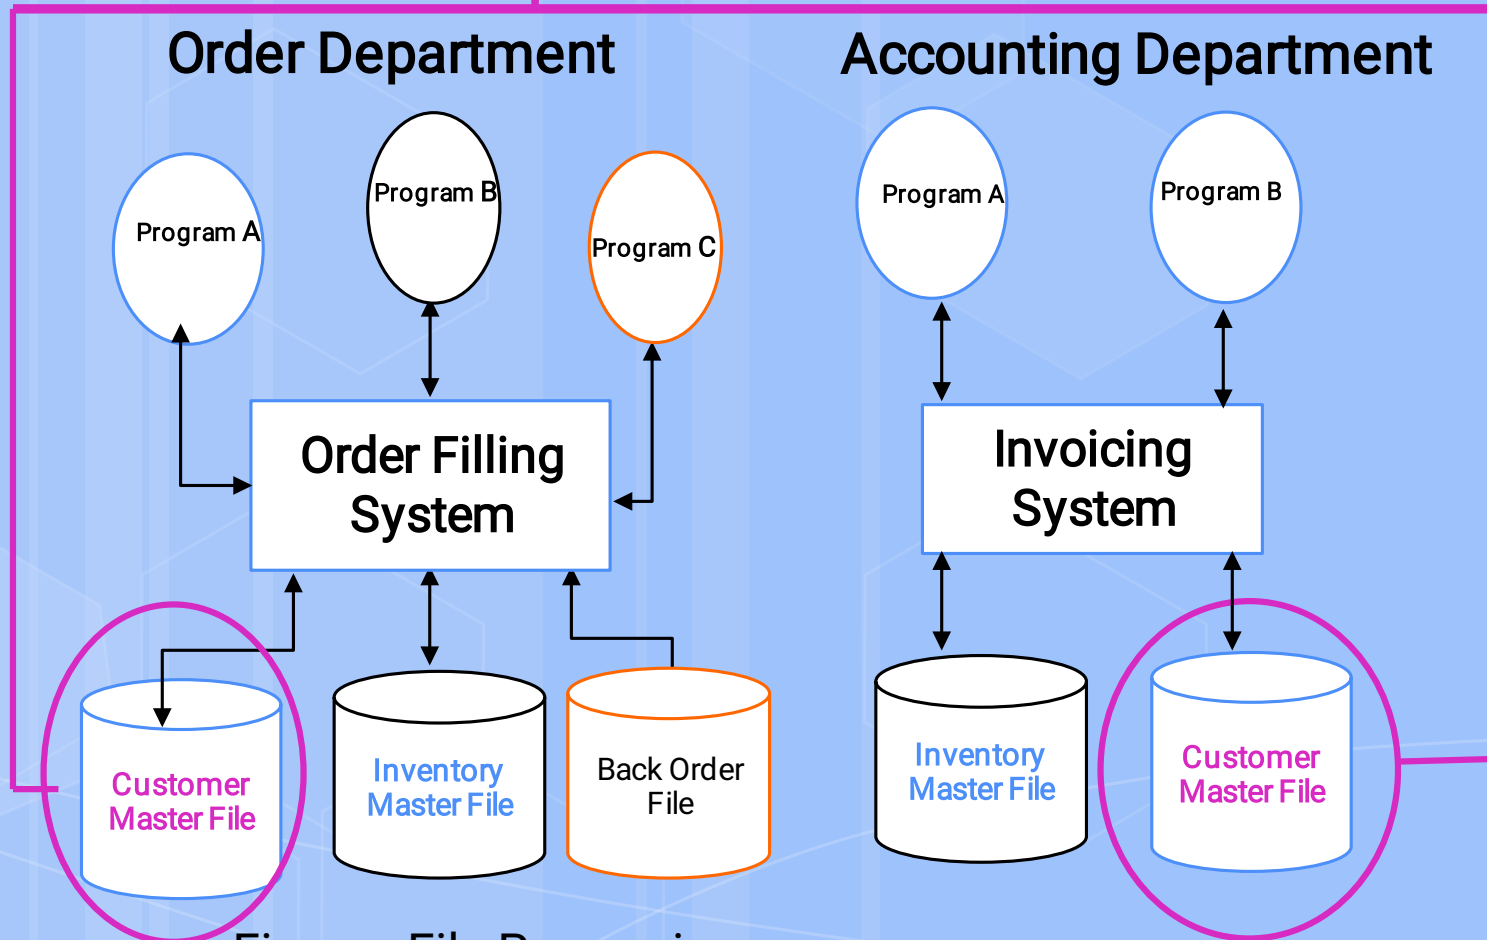 Order Department
Accounting Department
Program A
Program B
Program C
Program A
Program B
Order Filling
System
Invoicing
System
Customer
Master File
Inventory
Master File
Back Order
File
Inventory
Master File
Customer
Master File